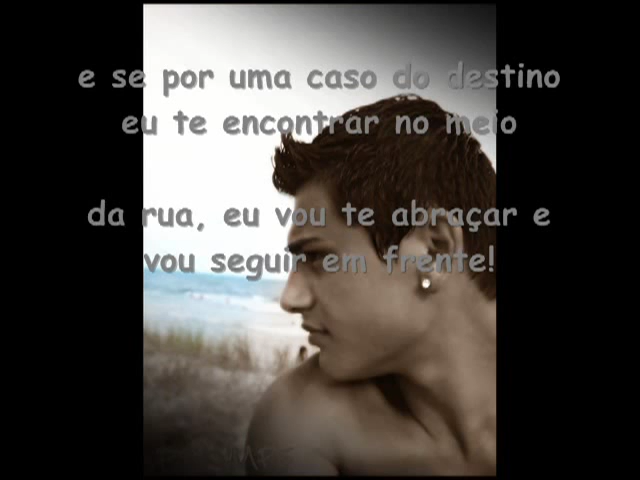 e se por uma caso do destino
eu te encontrar no meio
da rua, eu vou te abraçar e
vou seguir em frente!